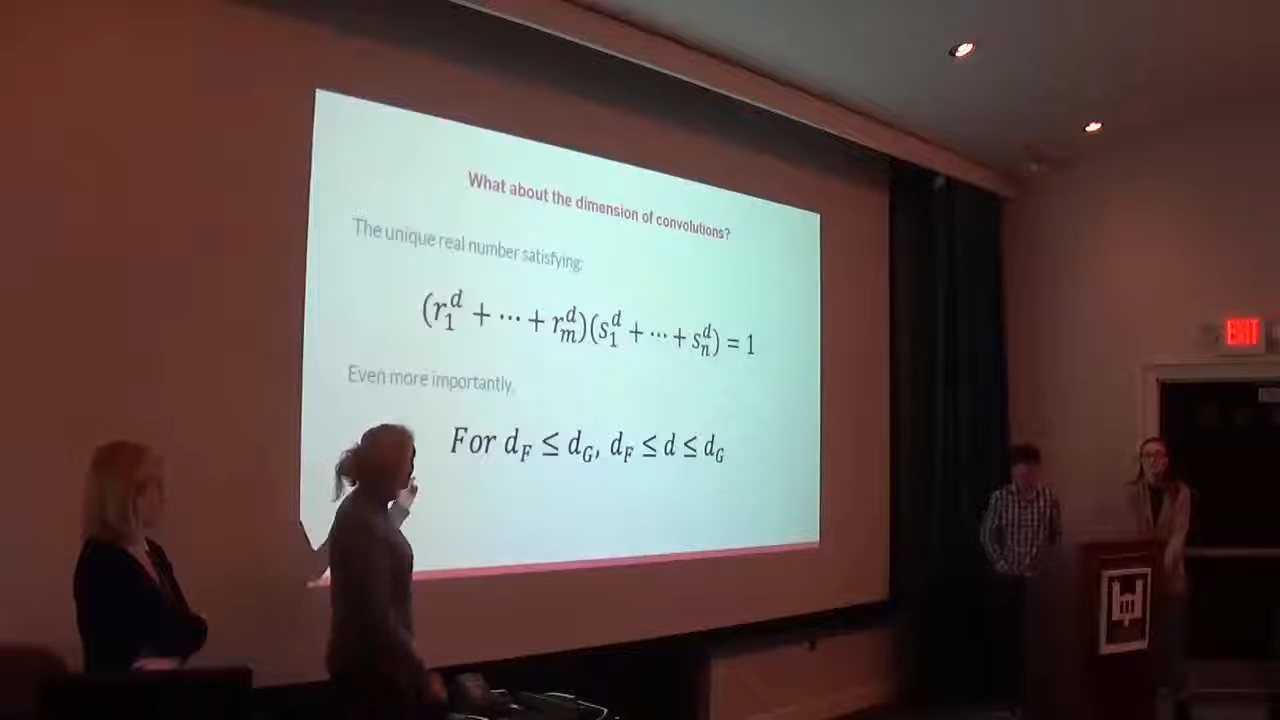 What about the dimension of convolutions?
The unique real number satisfying:
(r₁ᵈ + ⋯ + rₘᵈ)(s₁ᵈ + ⋯ + sₙᵈ) = 1
Even more importantly,
For d_F ≤ d_G, d_F ≤ d ≤ d_G
EXIT